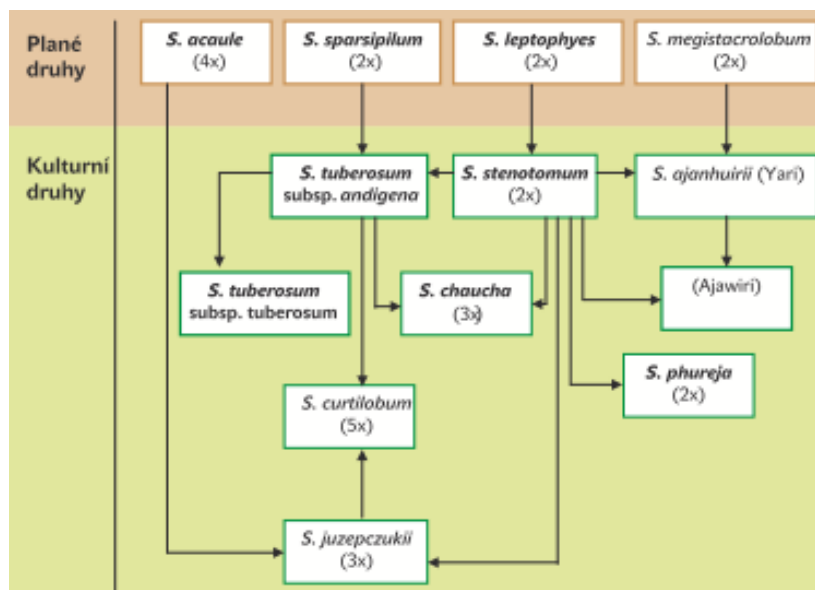 Plané
druhy
S. acaule
(4x)
S. sparsipilum
(2x)
S. leptophyes
(2x)
S. megistacrolobum
(2x)
Kulturní
druhy
S. tuberosum
subsp. andigena
S. stenotomum
(2x)
S. ajanhuirii (Yari)
S. tuberosum
subsp. tuberosum
S. chaucha
(3x)
(Ajawiri)
S. phureja
(2x)
S. curtilobum
(5x)
S. juzepczukii
(3x)